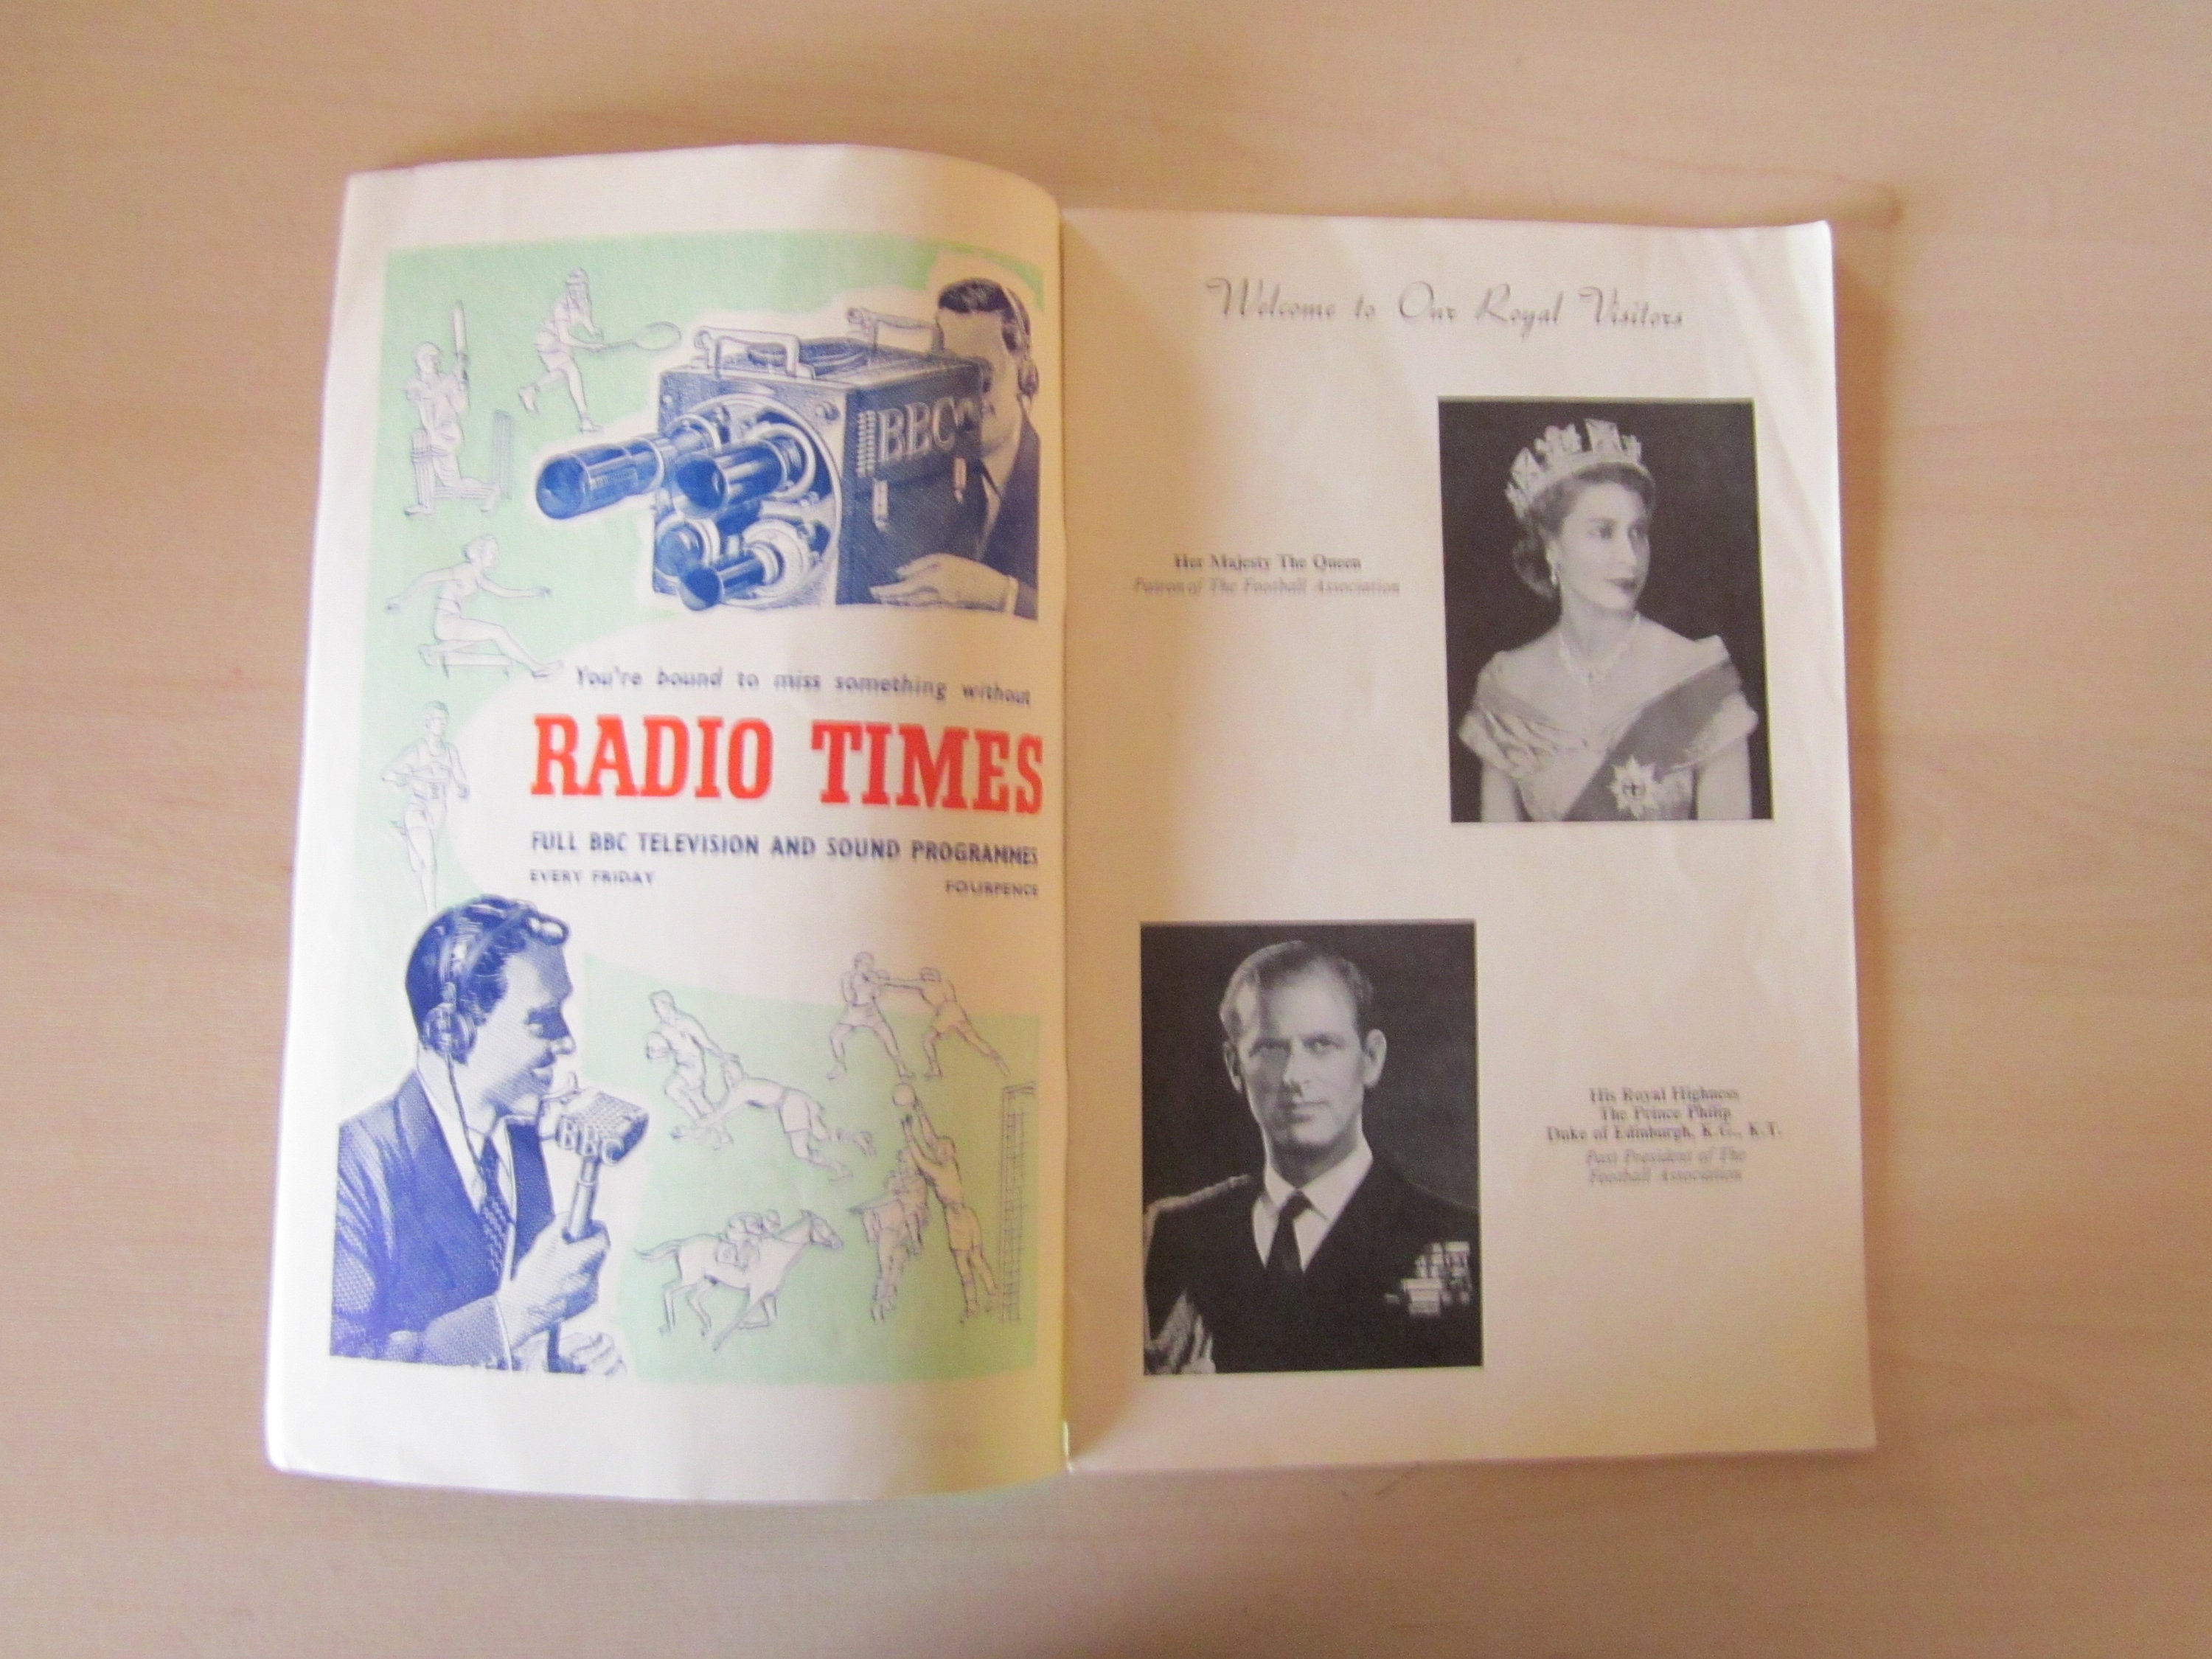 BBC
You're bound to miss something without
RADIO TIMES
FULL BBC TELEVISION AND SOUND PROGRAMMES
EVERY FRIDAY FOURPENCE
BBC
Welcome to Our Royal Visitors
Her Majesty The Queen
Patron of The Football Association
His Royal Highness
The Prince Philip
Duke of Edinburgh, K.G., K.T.
Past President of The
Football Association